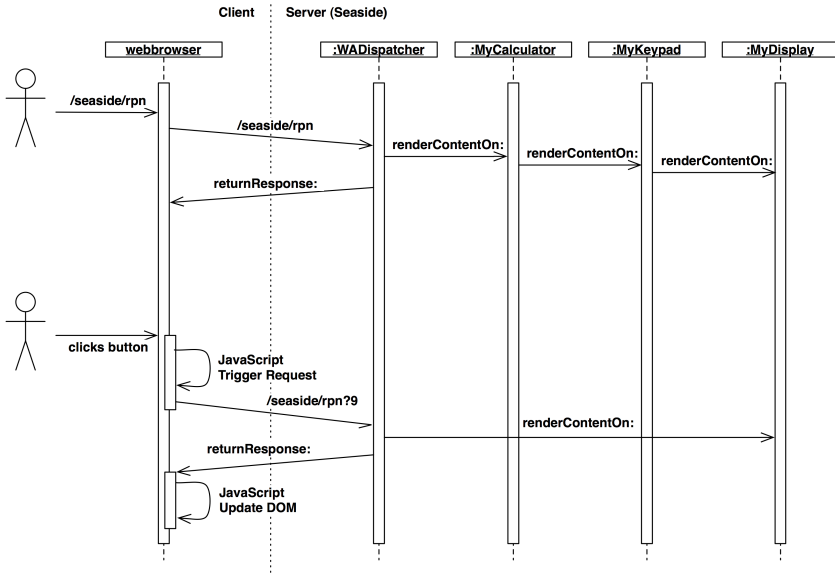 Client Server (Seaside)
webbrowser :WADispatcher :MyCalculator :MyKeypad :MyDisplay
/seaside/rpn
/seaside/rpn
renderContentOn:
renderContentOn:
renderContentOn:
returnResponse:
clicks button
JavaScript
Trigger Request
/seaside/rpn?9
renderContentOn:
returnResponse:
JavaScript
Update DOM